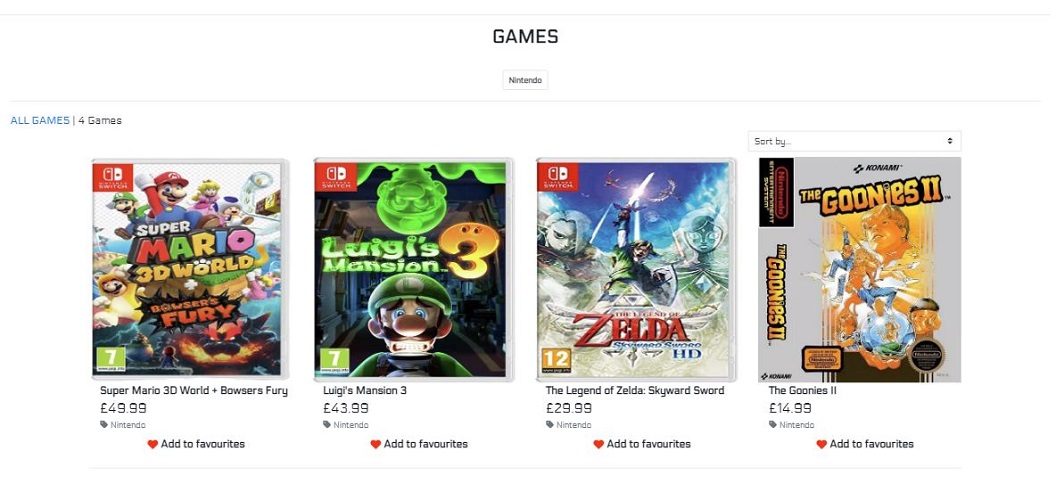 GAMES
Nintendo
ALL GAMES | 4 Games
Sort by...
NINTENDO
SWITCH
SUPER
MARIO
3D WORLD
+
BOWSER'S
FURY
7
Super Mario 3D World + Bowsers Fury
£49.99
Nintendo
Add to favourites
NINTENDO
SWITCH
Luigi's
Mansion 3
7
Luigi's Mansion 3
£43.99
Nintendo
Add to favourites
NINTENDO
SWITCH
THE LEGEND OF
ZELDA
Skyward Sword
HD
12
The Legend of Zelda: Skyward Sword
£29.99
Nintendo
Add to favourites
KONAMI
Nintendo
ENTERTAINMENT
SYSTEM
THE GOONIES II
THE GOONIES II
KONAMI
Nintendo
The Goonies II
£14.99
Nintendo
Add to favourites